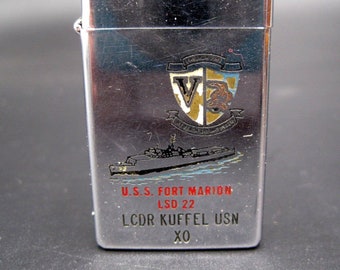 V
U.S.S. FORT MARION
LSD 22
LCDR KUFFEL USN
XO